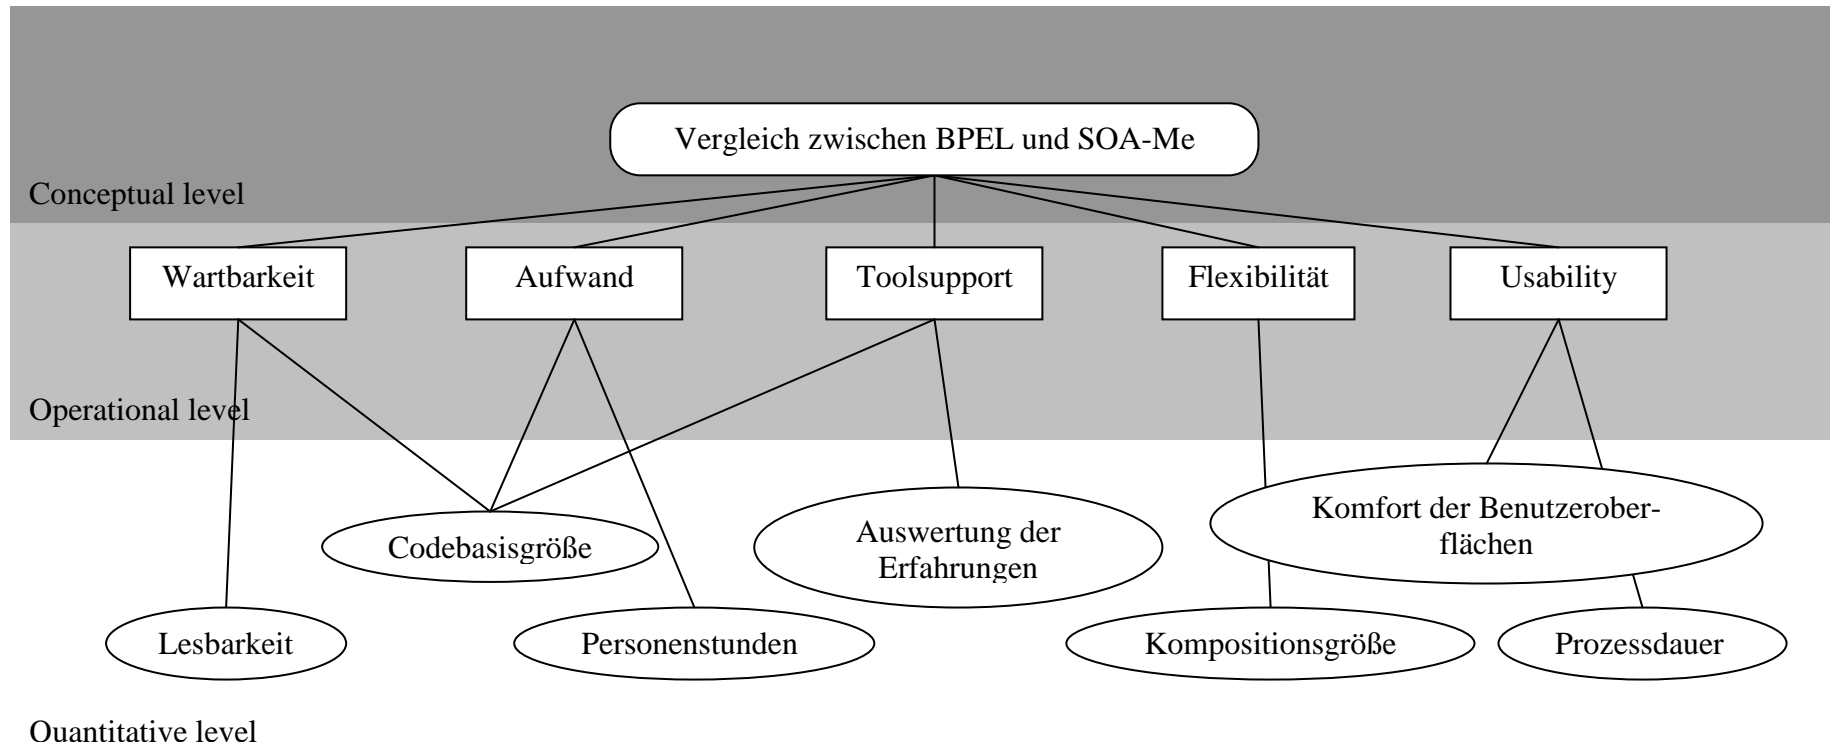 Vergleich zwischen BPEL und SOA-Me
Conceptual level
Wartbarkeit
Aufwand
Toolsupport
Flexibilität
Usability
Operational level
Codebasisgröße
Auswertung der
Erfahrungen
Komfort der Benutzerober-
flächen
Lesbarkeit
Personenstunden
Kompositionsgröße
Prozessdauer
Quantitative level